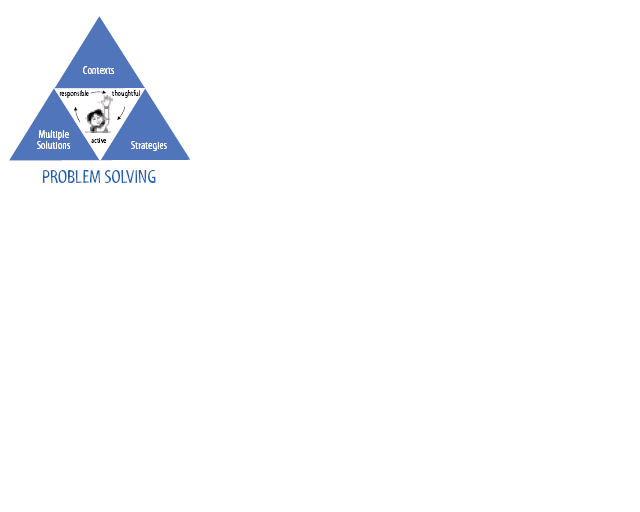 Contexts
responsible thoughtful
Multiple
Solutions
active
Strategies
PROBLEM SOLVING